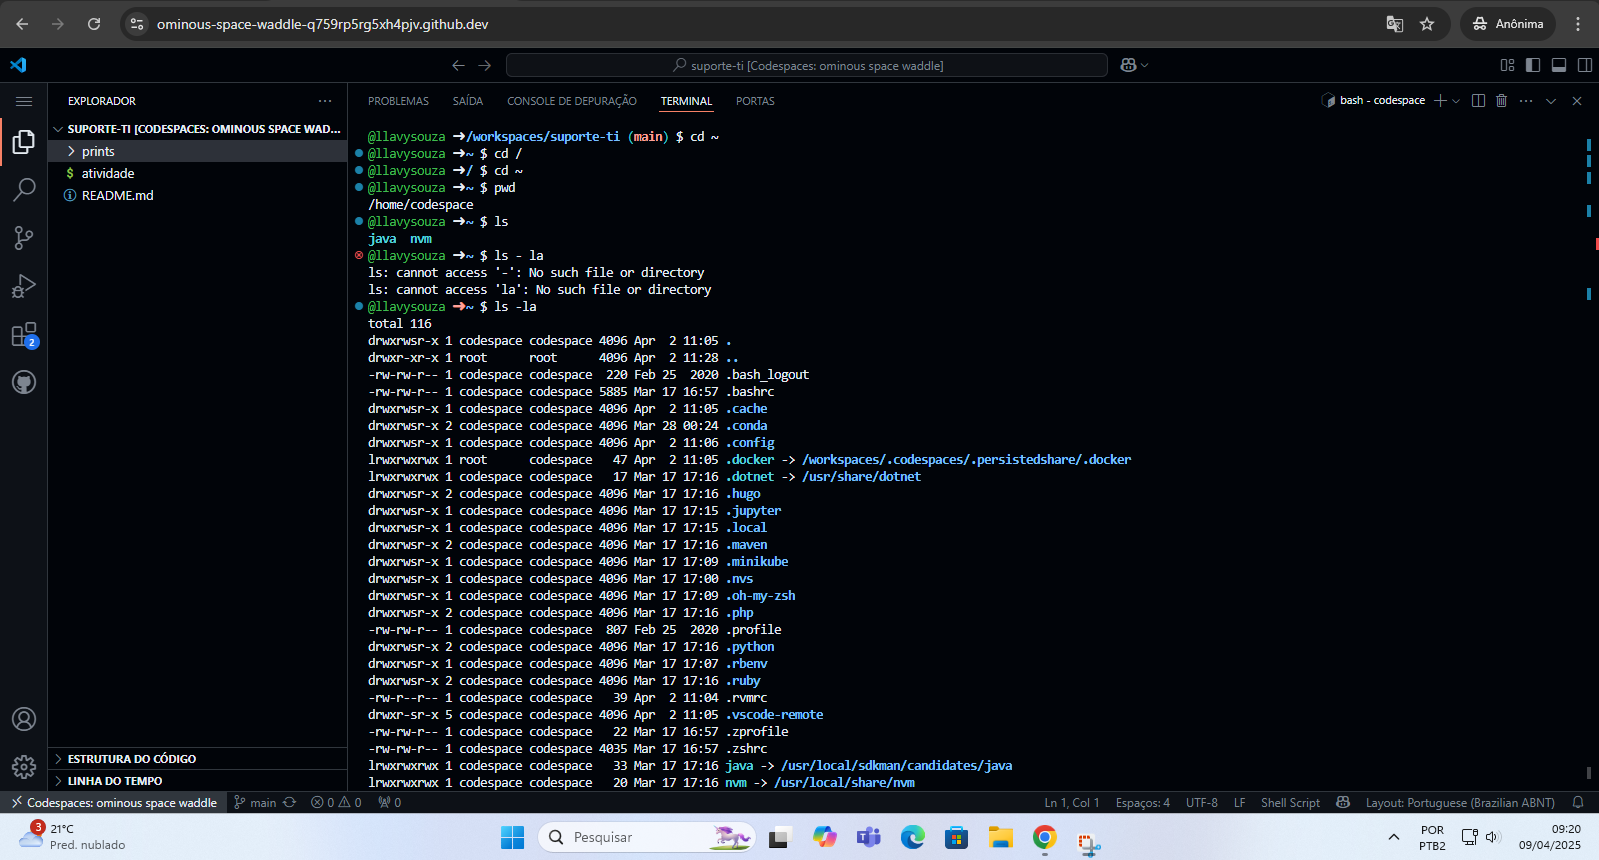 ominous-space-waddle-q759rp5rg5xh4pjv.github.dev
Anônima
suporte-ti [Codespaces: ominous space waddle]
EXPLORADOR
SUPORTE-TI [CODESPACES: OMINOUS SPACE WAD...
prints
$ atividade
README.md
ESTRUTURA DO CÓDIGO
LINHA DO TEMPO
2
PROBLEMAS SAÍDA CONSOLE DE DEPURAÇÃO TERMINAL PORTAS
bash - codespace
@llavysouza ➜/workspaces/suporte-ti (main) $ cd ~
@llavysouza ➜~ $ cd /
@llavysouza ➜/ $ cd ~
@llavysouza ➜~ $ pwd
/home/codespace
@llavysouza ➜~ $ ls
java  nvm
@llavysouza ➜~ $ ls - la
ls: cannot access '-': No such file or directory
ls: cannot access 'la': No such file or directory
@llavysouza ➜~ $ ls -la
total 116
drwxrwsr-x 1 codespace codespace 4096 Apr  2 11:05 .
drwxr-xr-x 1 root      root      4096 Apr  2 11:28 ..
-rw-rw-r-- 1 codespace codespace  220 Feb 25  2020 .bash_logout
-rw-rw-r-- 1 codespace codespace 5885 Mar 17 16:57 .bashrc
drwxrwsr-x 1 codespace codespace 4096 Apr  2 11:05 .cache
drwxrwsr-x 2 codespace codespace 4096 Mar 28 00:24 .conda
drwxrwsr-x 1 codespace codespace 4096 Apr  2 11:06 .config
lrwxrwxrwx 1 root      codespace   47 Apr  2 11:05 .docker -> /workspaces/.codespaces/.persistedshare/.docker
lrwxrwxrwx 1 codespace codespace   17 Mar 17 17:16 .dotnet -> /usr/share/dotnet
drwxrwsr-x 2 codespace codespace 4096 Mar 17 17:16 .hugo
drwxrwsr-x 1 codespace codespace 4096 Mar 17 17:15 .jupyter
drwxrwsr-x 1 codespace codespace 4096 Mar 17 17:15 .local
drwxrwsr-x 2 codespace codespace 4096 Mar 17 17:16 .maven
drwxrwsr-x 1 codespace codespace 4096 Mar 17 17:09 .minikube
drwxrwsr-x 1 codespace codespace 4096 Mar 17 17:00 .nvs
drwxrwsr-x 1 codespace codespace 4096 Mar 17 17:09 .oh-my-zsh
drwxrwsr-x 2 codespace codespace 4096 Mar 17 17:16 .php
-rw-rw-r-- 1 codespace codespace  807 Feb 25  2020 .profile
drwxrwsr-x 2 codespace codespace 4096 Mar 17 17:16 .python
drwxrwsr-x 1 codespace codespace 4096 Mar 17 17:07 .rbenv
drwxrwsr-x 2 codespace codespace 4096 Mar 17 17:16 .ruby
-rw-r--r-- 1 codespace codespace   39 Apr  2 11:04 .rvmrc
drwxr-sr-x 5 codespace codespace 4096 Apr  2 11:05 .vscode-remote
-rw-rw-r-- 1 codespace codespace   22 Mar 17 16:57 .zprofile
-rw-rw-r-- 1 codespace codespace 4035 Mar 17 16:57 .zshrc
lrwxrwxrwx 1 codespace codespace   33 Mar 17 17:16 java -> /usr/local/sdkman/candidates/java
lrwxrwxrwx 1 codespace codespace   20 Mar 17 17:16 nvm -> /usr/local/share/nvm
Codespaces: ominous space waddle main 0 0 0 Ln 1, Col 1 Espaços: 4 UTF-8 LF Shell Script Layout: Portuguese (Brazilian ABNT)
3
21°C
Pred. nublado
Pesquisar
POR
PTB2
09:20
09/04/2025